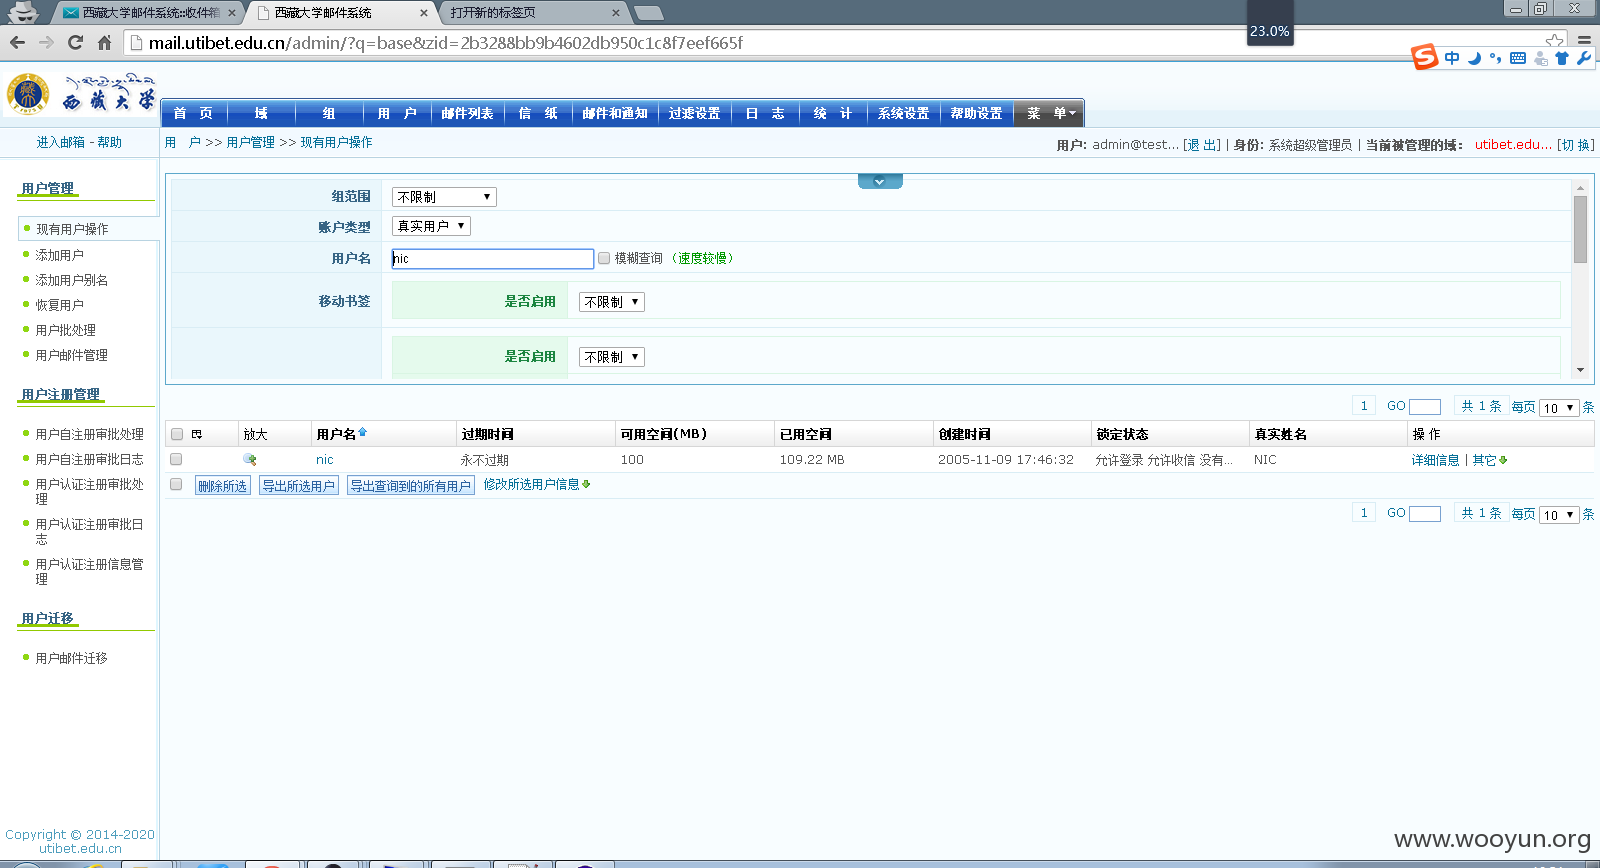 西藏大学邮件系统::收件箱
西藏大学邮件系统
打开新的标签页
23.0%
mail.utibet.edu.cn/admin/?q=base&zid=2b3288bb9b4602db950c1c8f7eef665f
中
西藏大学
首 页
域
组
用 户
邮件列表
信 纸
邮件和通知
过滤设置
日 志
统 计
系统设置
帮助设置
菜 单
进入邮箱 - 帮助
用 户 >> 用户管理 >> 现有用户操作
用户: admin@test... [退 出] | 身份: 系统超级管理员 | 当前被管理的域: utibet.edu... [切 换]
用户管理
现有用户操作
添加用户
添加用户别名
恢复用户
用户批处理
用户邮件管理
用户注册管理
用户自注册审批处理
用户自注册审批日志
用户认证注册审批处
理
用户认证注册审批日
志
用户认证注册信息管
理
用户迁移
用户邮件迁移
Copyright © 2014-2020
utibet.edu.cn
组范围 不限制
账户类型 真实用户
用户名 nic 模糊查询 (速度较慢)
移动书签 是否启用 不限制
是否启用 不限制
1 GO 共 1 条 每页 10 条
放大 用户名 过期时间 可用空间(MB) 已用空间 创建时间 锁定状态 真实姓名 操 作
nic 永不过期 100 109.22 MB 2005-11-09 17:46:32 允许登录 允许收信 没有... NIC 详细信息 | 其它
删除所选 导出所选用户 导出查询到的所有用户 修改所选用户信息
1 GO 共 1 条 每页 10 条
www.wooyun.org